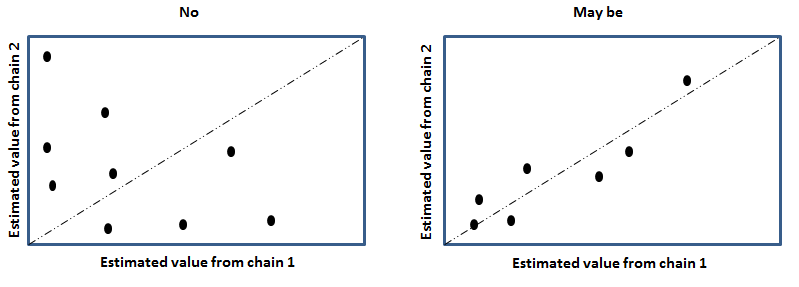 No
May be
Estimated value from chain 2
Estimated value from chain 2
Estimated value from chain 1
Estimated value from chain 1